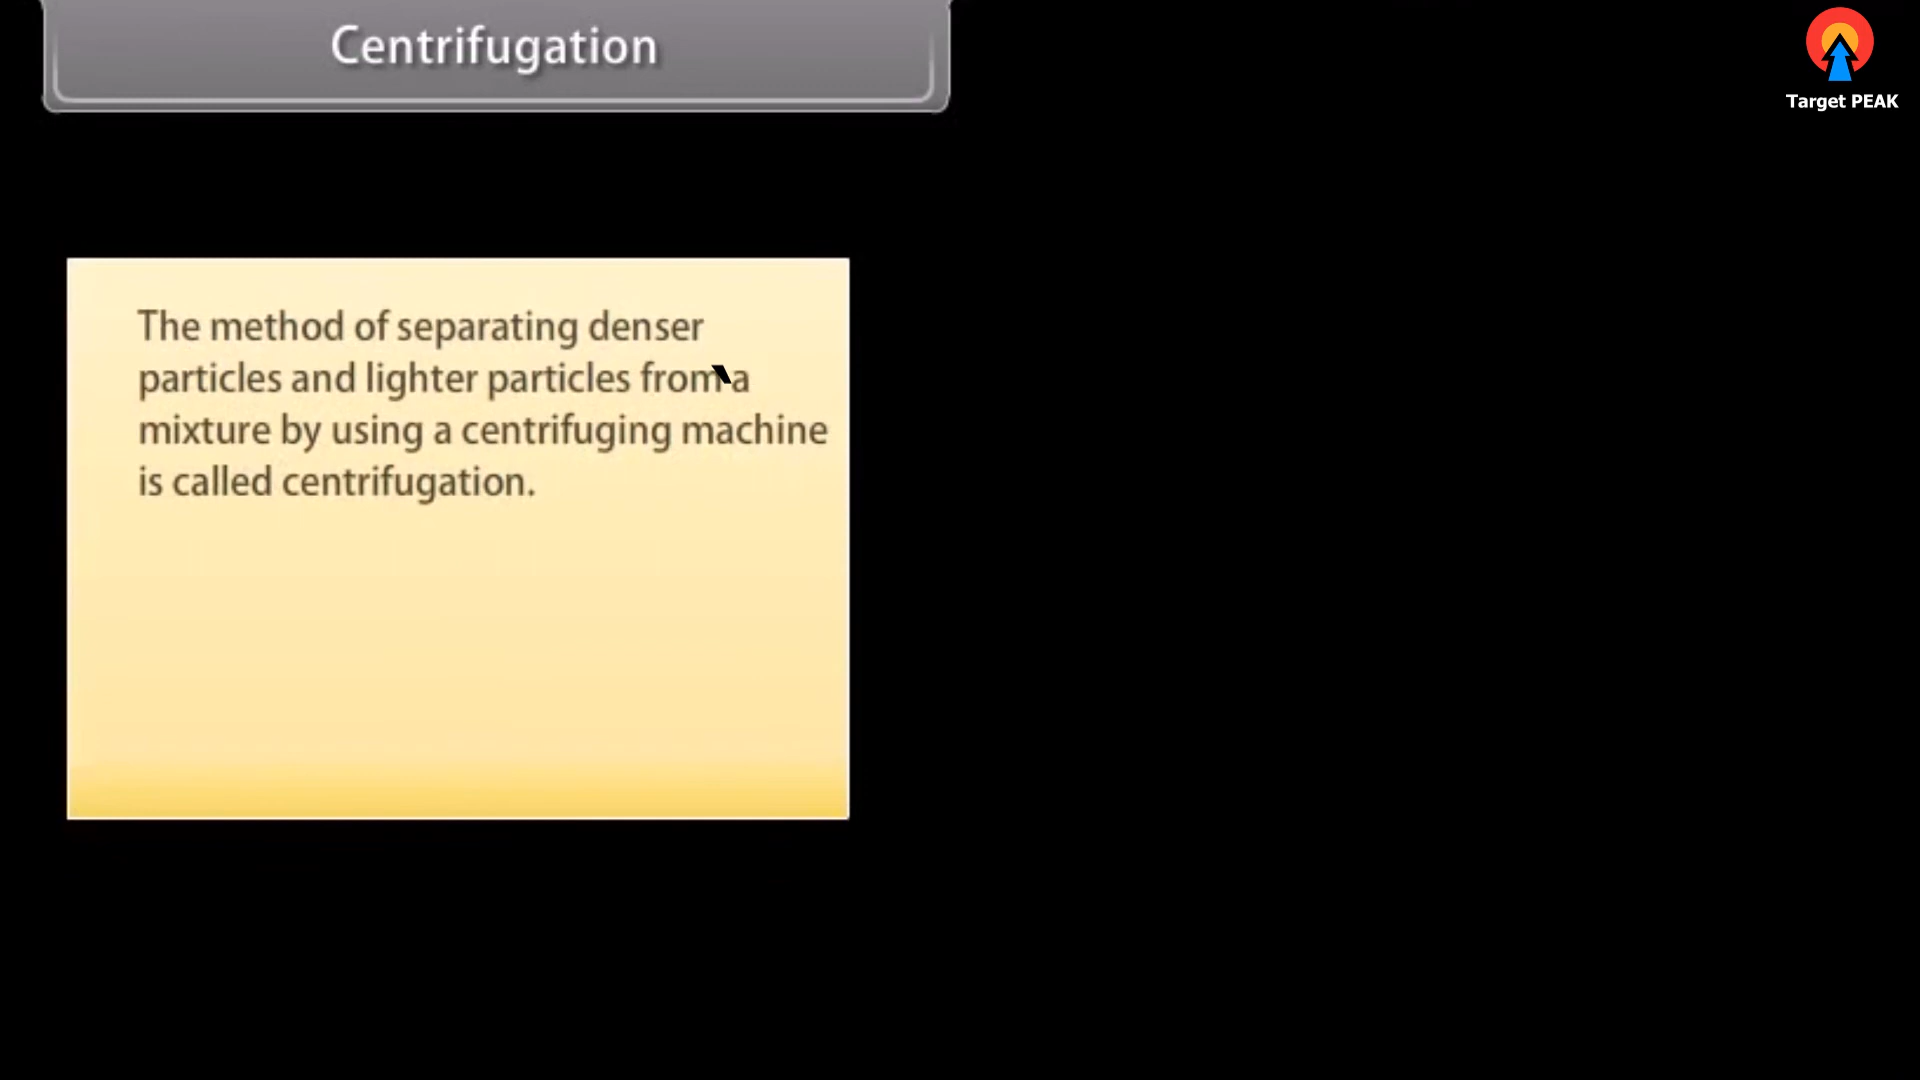 Centrifugation
Target PEAK
The method of separating denser
particles and lighter particles from a
mixture by using a centrifuging machine
is called centrifugation.